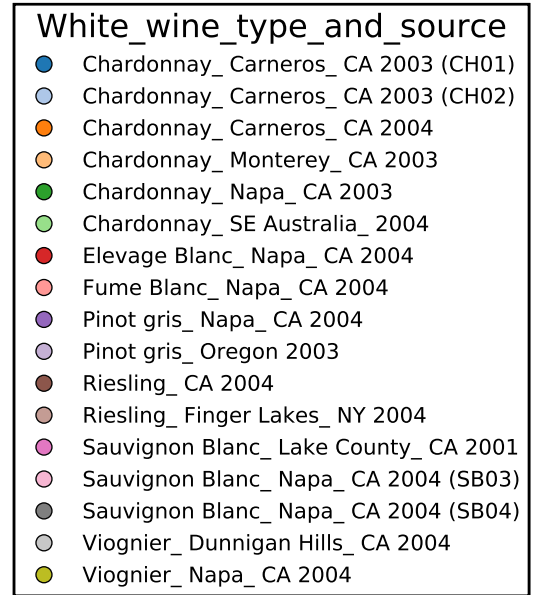 White_wine_type_and_source
Chardonnay_ Carneros_ CA 2003 (CH01)
Chardonnay_ Carneros_ CA 2003 (CH02)
Chardonnay_ Carneros_ CA 2004
Chardonnay_ Monterey_ CA 2003
Chardonnay_ Napa_ CA 2003
Chardonnay_ SE Australia_ 2004
Elevage Blanc_ Napa_ CA 2004
Fume Blanc_ Napa_ CA 2004
Pinot gris_ Napa_ CA 2004
Pinot gris_ Oregon 2003
Riesling_ CA 2004
Riesling_ Finger Lakes_ NY 2004
Sauvignon Blanc_ Lake County_ CA 2001
Sauvignon Blanc_ Napa_ CA 2004 (SB03)
Sauvignon Blanc_ Napa_ CA 2004 (SB04)
Viognier_ Dunnigan Hills_ CA 2004
Viognier_ Napa_ CA 2004